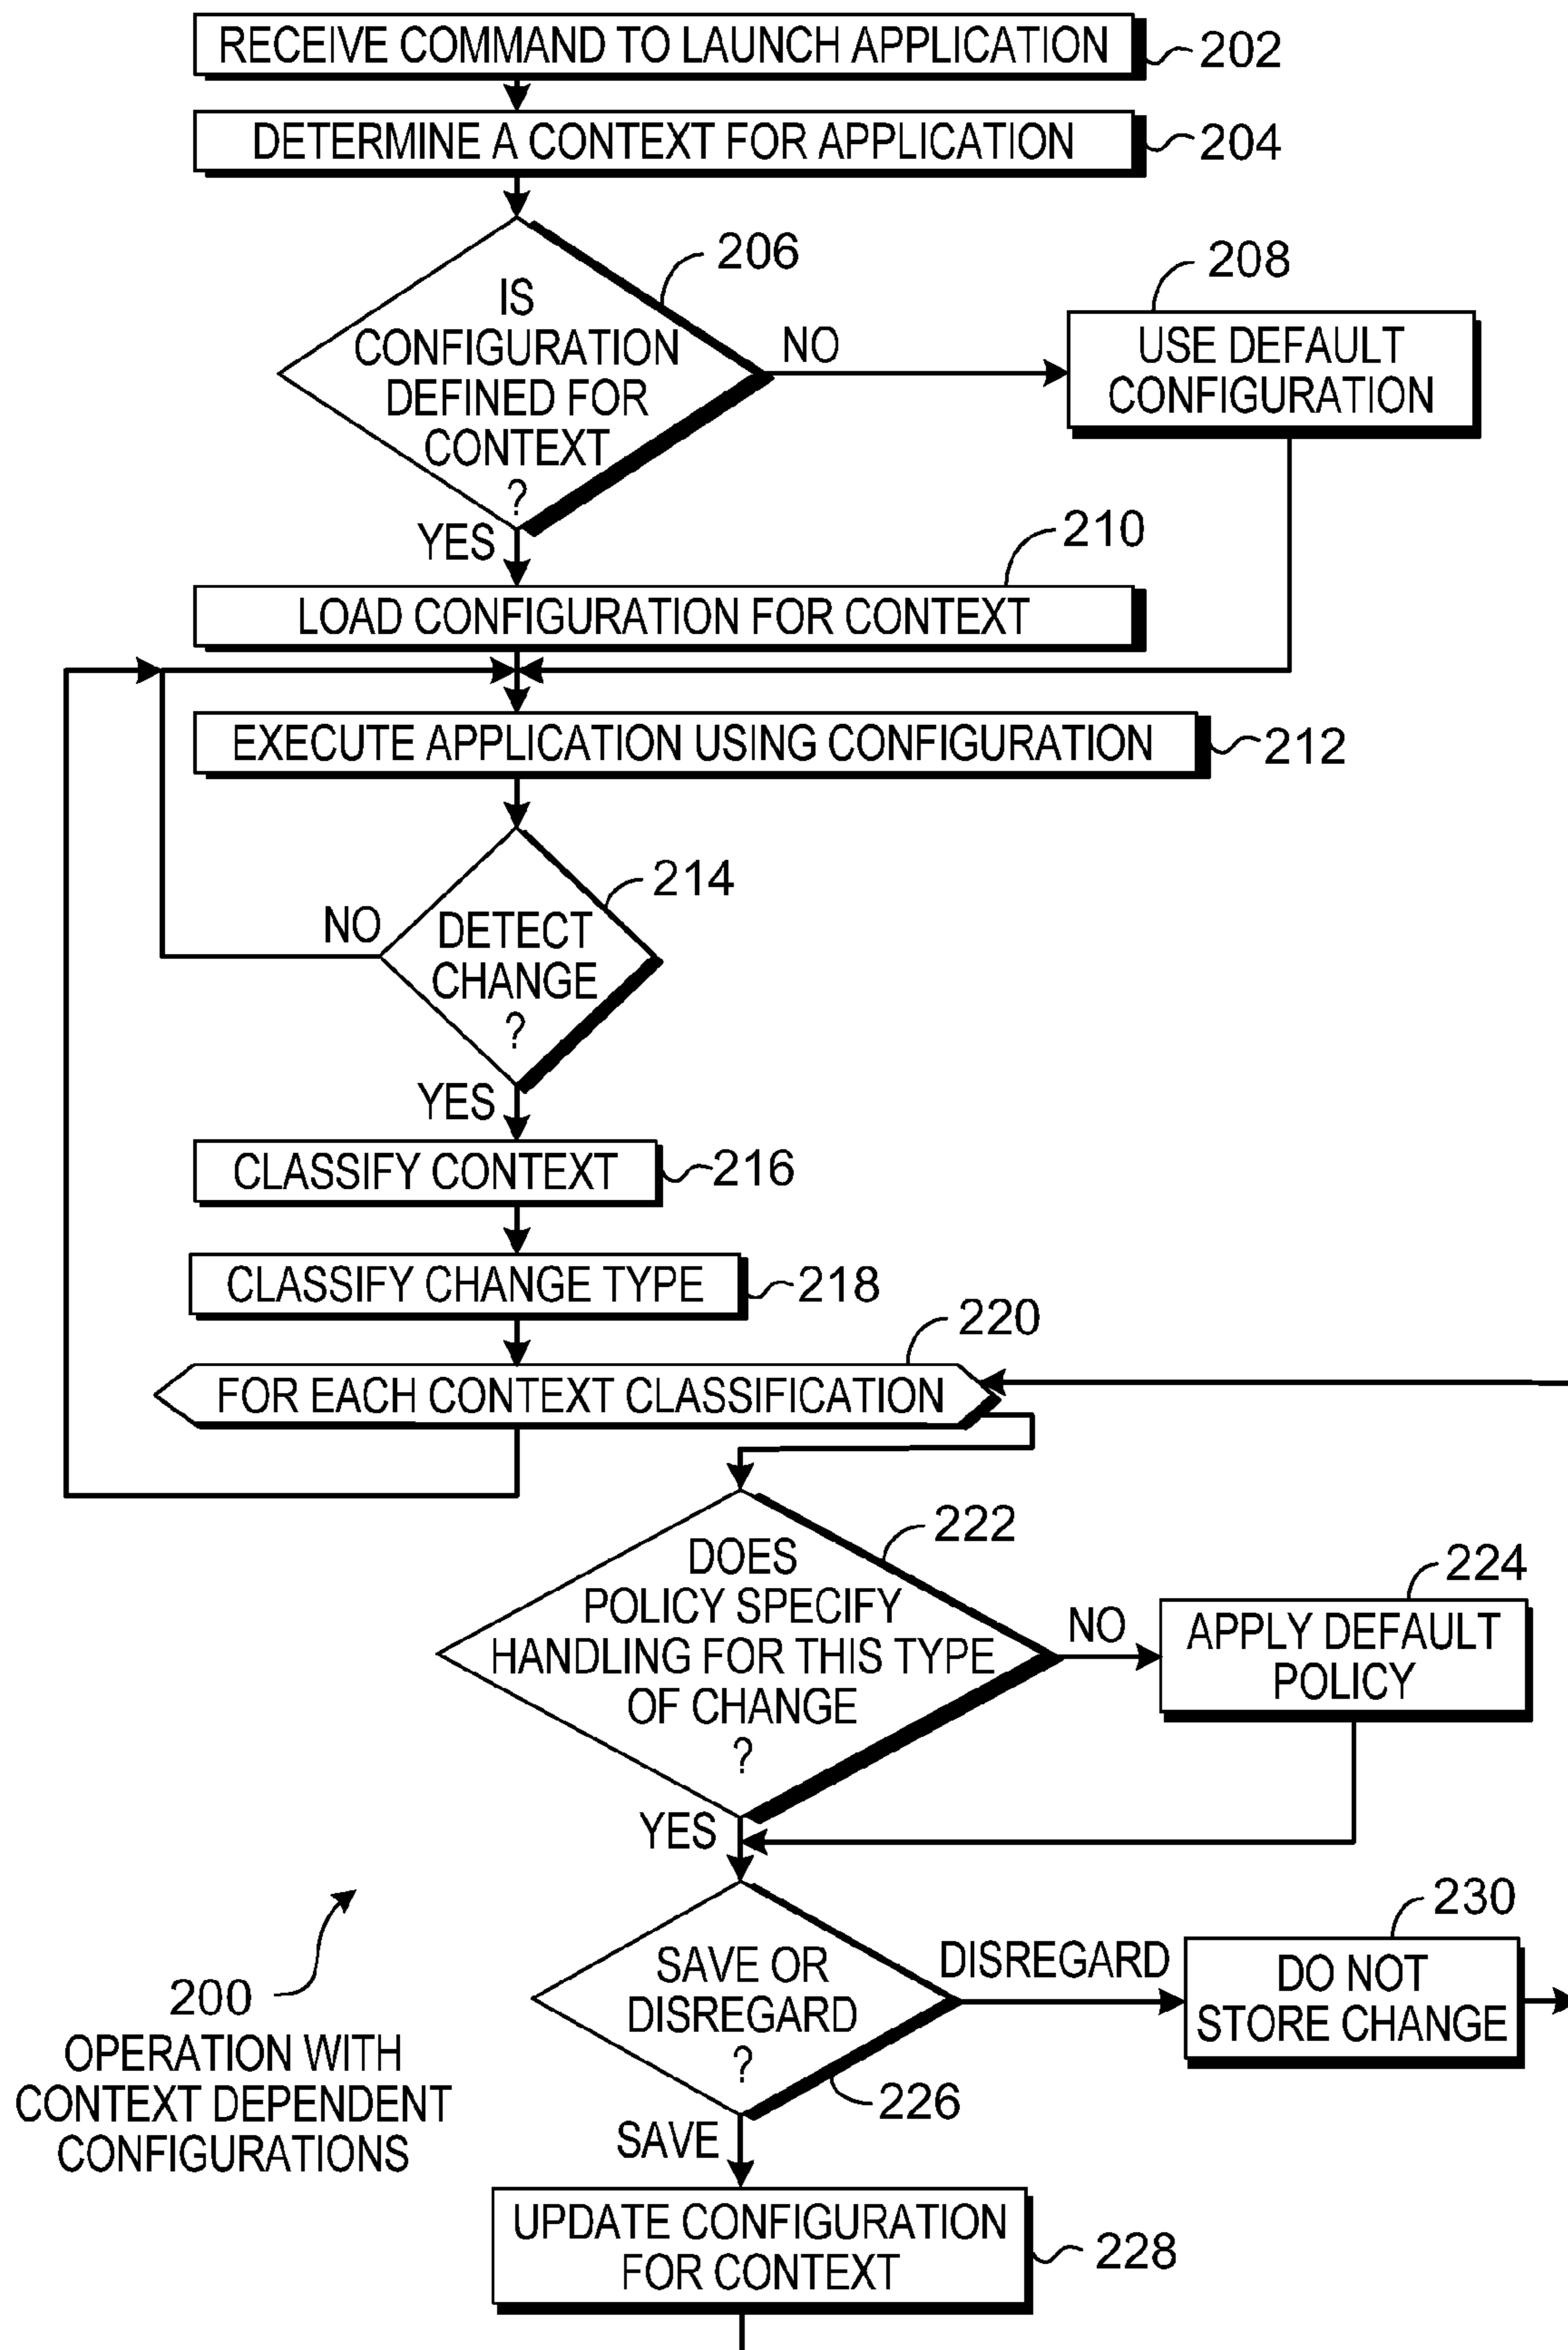 RECEIVE COMMAND TO LAUNCH APPLICATION
202
DETERMINE A CONTEXT FOR APPLICATION
204
206
IS
CONFIGURATION
DEFINED FOR
CONTEXT
?
NO
208
USE DEFAULT
CONFIGURATION
YES
210
LOAD CONFIGURATION FOR CONTEXT
EXECUTE APPLICATION USING CONFIGURATION
212
214
NO
DETECT
CHANGE
?
YES
CLASSIFY CONTEXT
216
CLASSIFY CHANGE TYPE
218
220
FOR EACH CONTEXT CLASSIFICATION
222
DOES
POLICY SPECIFY
HANDLING FOR THIS TYPE
OF CHANGE
?
NO
224
APPLY DEFAULT
POLICY
YES
230
SAVE OR
DISREGARD
?
DISREGARD
DO NOT
STORE CHANGE
226
200
OPERATION WITH
CONTEXT DEPENDENT
CONFIGURATIONS
SAVE
UPDATE CONFIGURATION
FOR CONTEXT
228